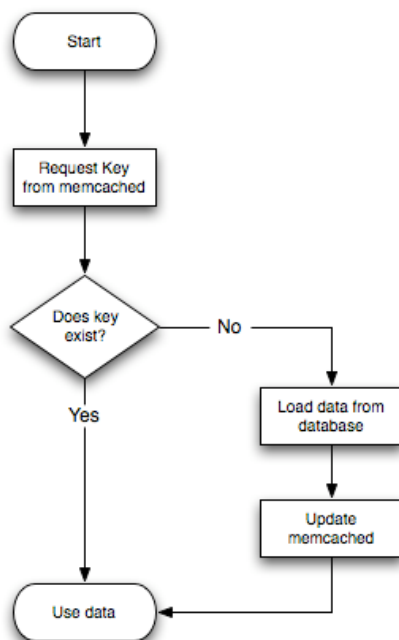 Start
Request Key
from memcached
Does key
exist?
No
Yes
Load data from
database
Update
memcached
Use data